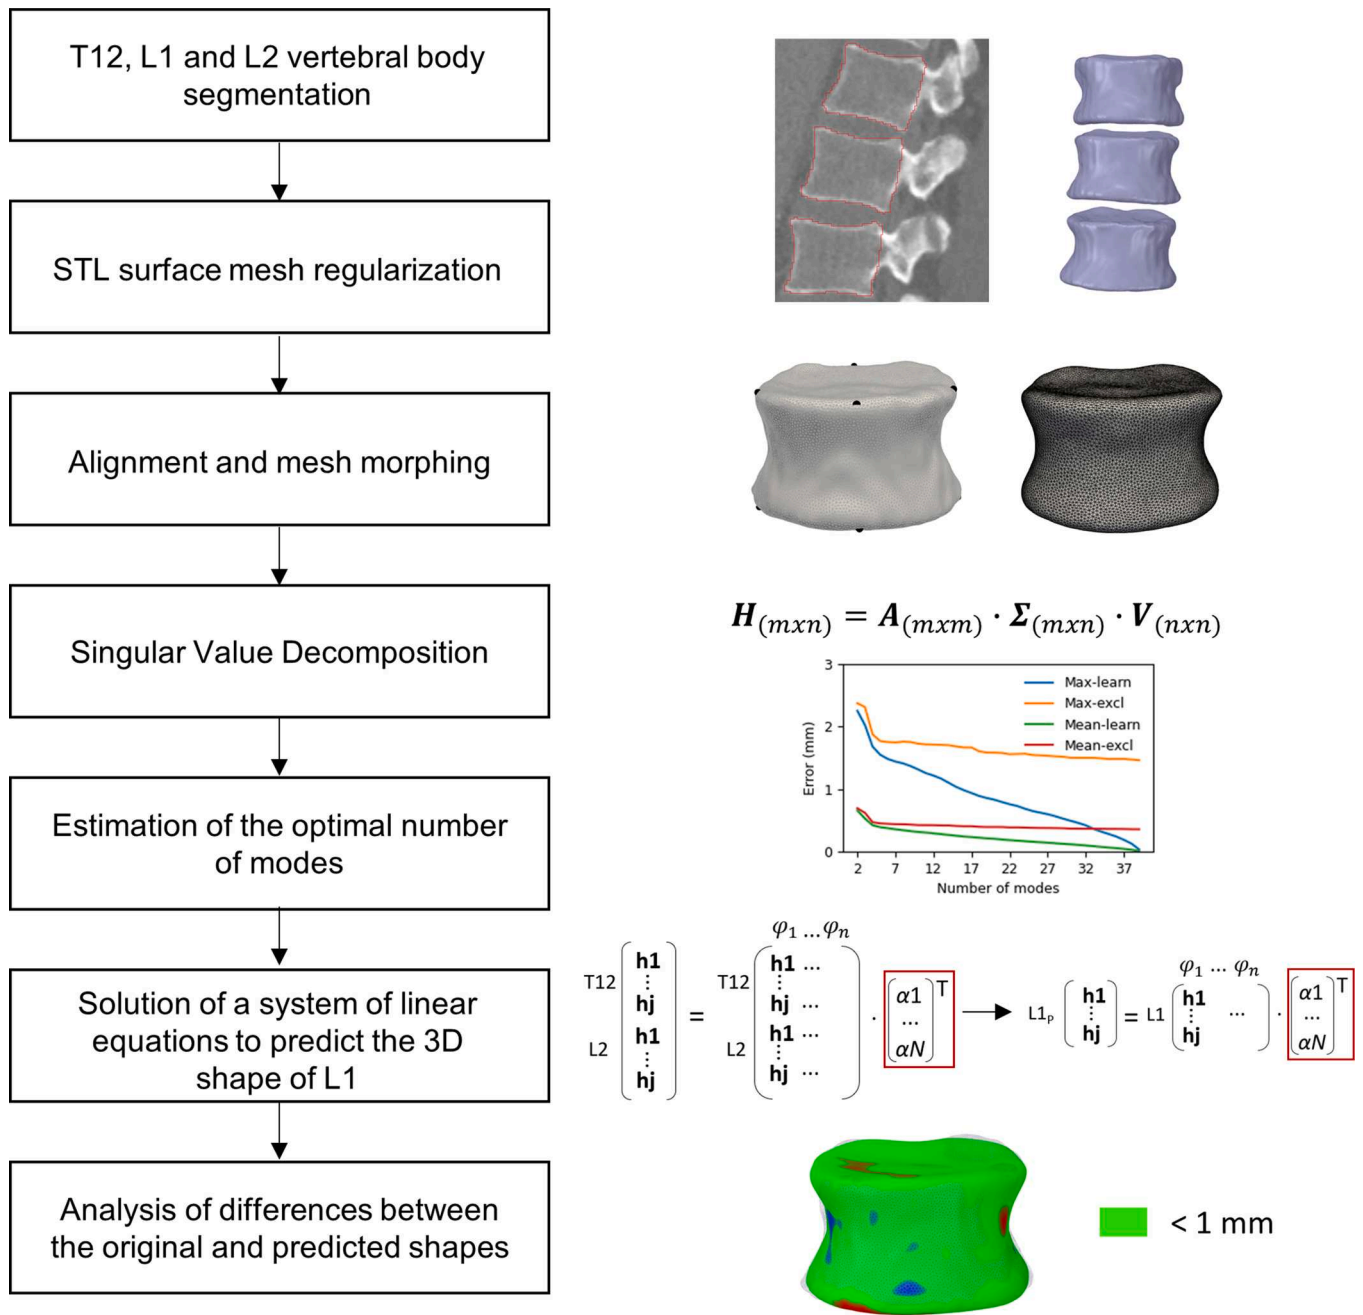 T12, L1 and L2 vertebral body
segmentation
STL surface mesh regularization
Alignment and mesh morphing
Singular Value Decomposition
H(mxn) = A(mxm) · Σ(mxn) · V(nxn)
3
2
1
0
Error (mm)
Max-learn
Max-excl
Mean-learn
Mean-excl
2 7 12 17 22 27 32 37
Number of modes
Estimation of the optimal number
of modes
Solution of a system of linear
equations to predict the 3D
shape of L1
φ1 ... φn
T12 h1 ⋮ hj
L2 h1 ⋮ hj
=
T12 h1 ... ⋮ hj ...
L2 h1 ... ⋮ hj ...
· α1 ... αN T
L1P h1 ⋮ hj = L1
φ1 ... φn
h1 ⋮ hj ...
· α1 ... αN T
Analysis of differences between
the original and predicted shapes
< 1 mm